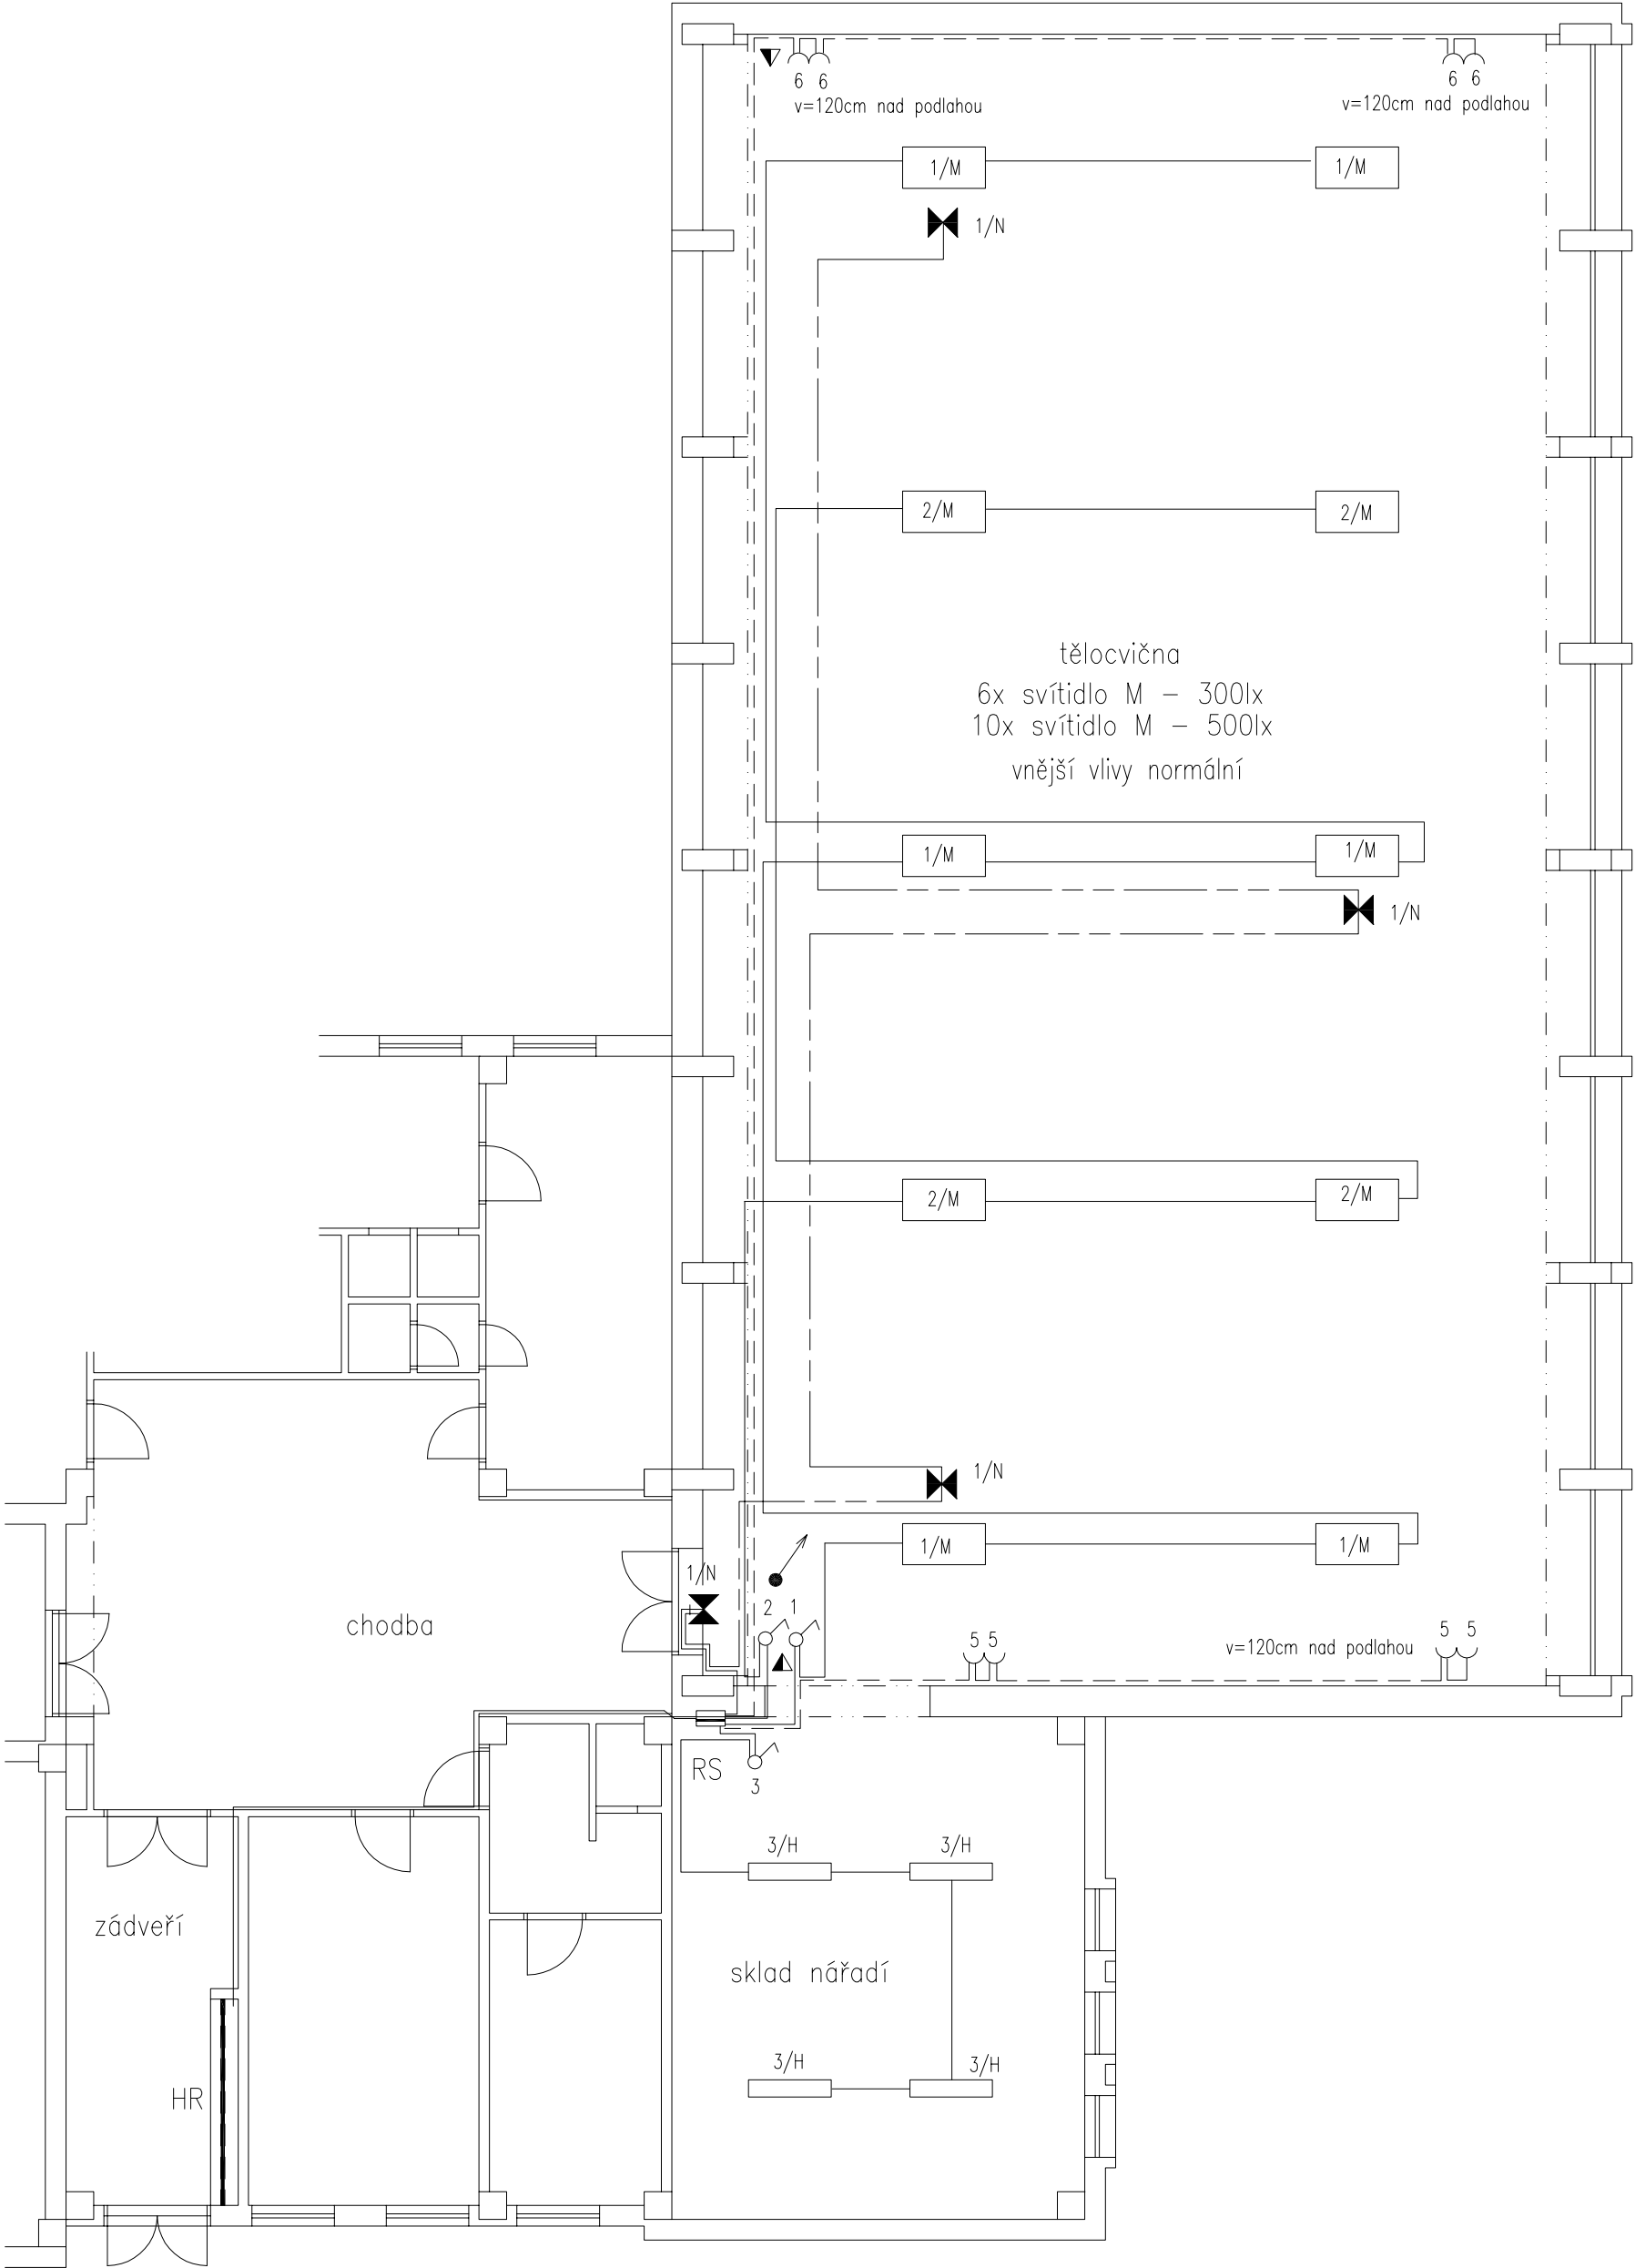 6 6
6 6
v=120cm nad podlahou
v=120cm nad podlahou
1/M
1/M
1/N
2/M
2/M
tělocvična
6x svítidlo M – 300lx
10x svítidlo M – 500lx
vnější vlivy normální
1/M
1/M
1/N
2/M
2/M
1/N
1/M
1/M
1/N
2
1
chodba
5 5
v=120cm nad podlahou
5 5
RS
3
3/H
3/H
zádveří
sklad nářadí
3/H
3/H
HR